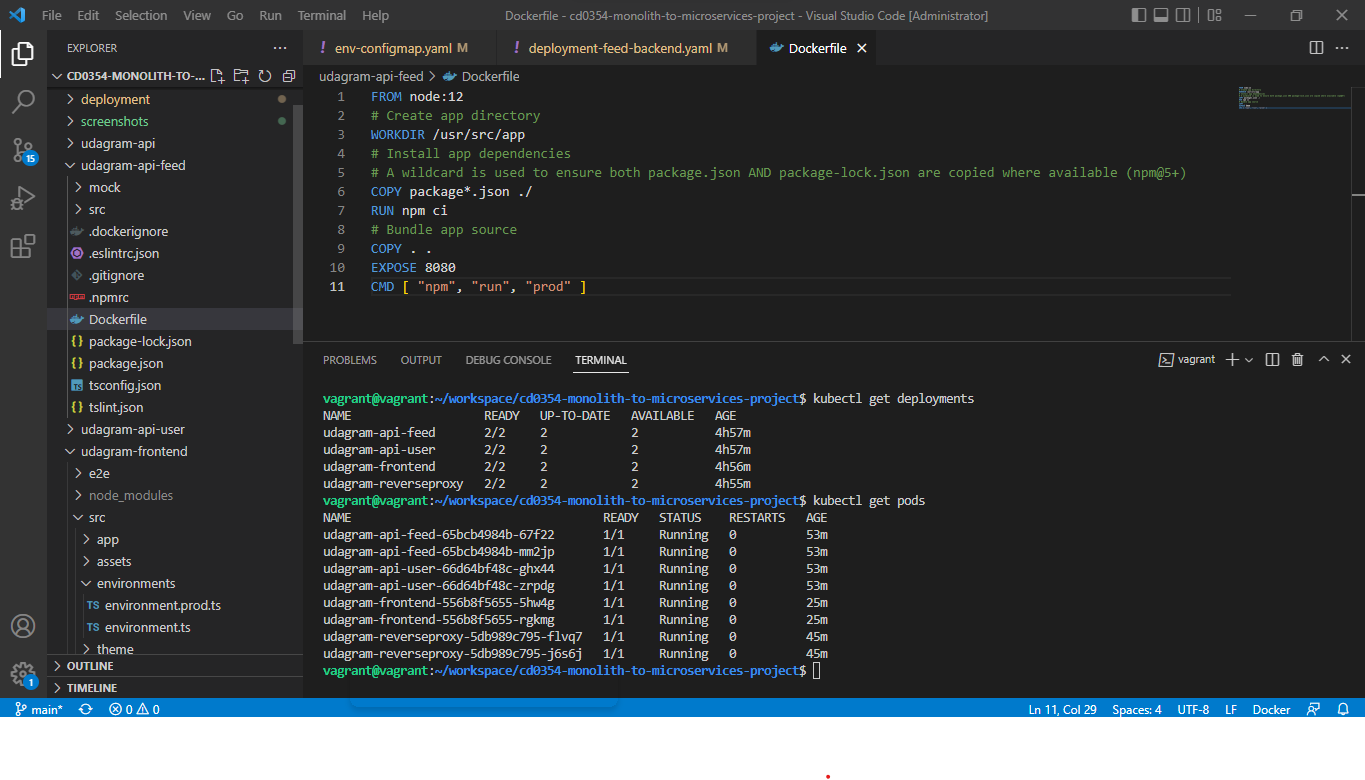 File Edit Selection View Go Run Terminal Help
Dockerfile - cd0354-monolith-to-microservices-project - Visual Studio Code [Administrator]
EXPLORER
CD0354-MONOLITH-TO-...
deployment
screenshots
udagram-api
udagram-api-feed
mock
src
.dockerignore
.eslintrc.json
.gitignore
.npmrc
Dockerfile
package-lock.json
package.json
tsconfig.json
tslint.json
udagram-api-user
udagram-frontend
e2e
node_modules
src
app
assets
environments
TS environment.prod.ts
TS environment.ts
theme
OUTLINE
TIMELINE
15
1
! env-configmap.yaml M
! deployment-feed-backend.yaml M
Dockerfile
udagram-api-feed > Dockerfile
1 FROM node:12
2 # Create app directory
3 WORKDIR /usr/src/app
4 # Install app dependencies
5 # A wildcard is used to ensure both package.json AND package-lock.json are copied where available (npm@5+)
6 COPY package*.json ./
7 RUN npm ci
8 # Bundle app source
9 COPY . .
10 EXPOSE 8080
11 CMD [ "npm", "run", "prod" ]
PROBLEMS OUTPUT DEBUG CONSOLE TERMINAL
vagrant
vagrant@vagrant:~/workspace/cd0354-monolith-to-microservices-project$ kubectl get deployments
NAME READY UP-TO-DATE AVAILABLE AGE
udagram-api-feed 2/2 2 2 4h57m
udagram-api-user 2/2 2 2 4h57m
udagram-frontend 2/2 2 2 4h56m
udagram-reverseproxy 2/2 2 2 4h55m
vagrant@vagrant:~/workspace/cd0354-monolith-to-microservices-project$ kubectl get pods
NAME READY STATUS RESTARTS AGE
udagram-api-feed-65bcb4984b-67f22 1/1 Running 0 53m
udagram-api-feed-65bcb4984b-mm2jp 1/1 Running 0 53m
udagram-api-user-66d64bf48c-ghx44 1/1 Running 0 53m
udagram-api-user-66d64bf48c-zrpdg 1/1 Running 0 53m
udagram-frontend-556b8f5655-5hw4g 1/1 Running 0 25m
udagram-frontend-556b8f5655-rgkmg 1/1 Running 0 25m
udagram-reverseproxy-5db989c795-flvq7 1/1 Running 0 45m
udagram-reverseproxy-5db989c795-j6s6j 1/1 Running 0 45m
vagrant@vagrant:~/workspace/cd0354-monolith-to-microservices-project$
main* 0 0
Ln 11, Col 29 Spaces: 4 UTF-8 LF Docker